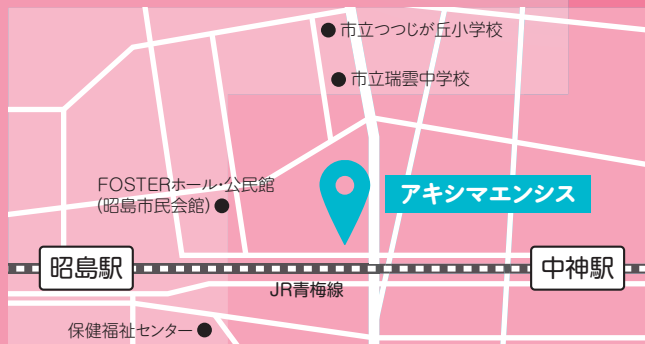 市立つつじが丘小学校
市立瑞雲中学校
FOSTERホール・公民館
(昭島市民会館)
アキシマエンシス
昭島駅
中神駅
JR青梅線
保健福祉センター